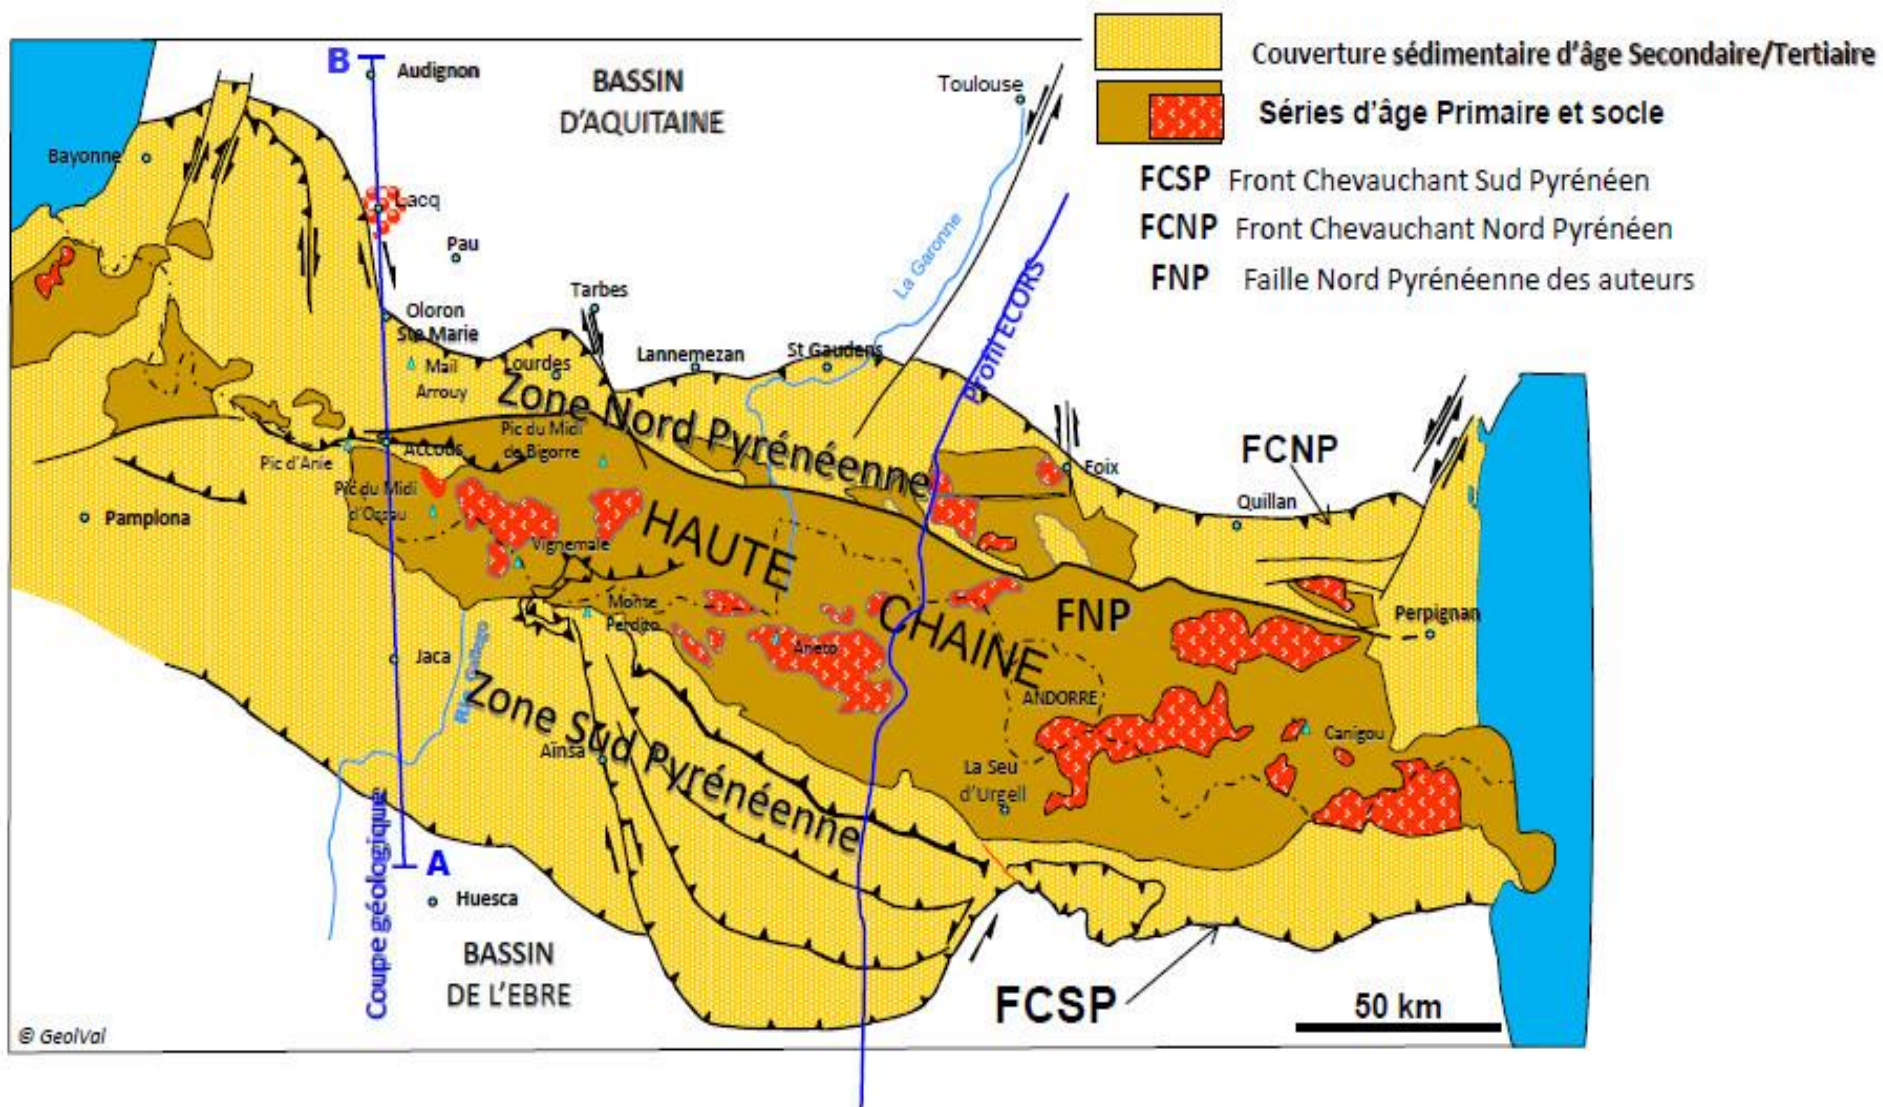 Couverture sédimentaire d'âge Secondaire/Tertiaire
Séries d'âge Primaire et socle
FCSP Front Chevauchant Sud Pyrénéen
FCNP Front Chevauchant Nord Pyrénéen
FNP Faille Nord Pyrénéenne des auteurs
B
Audignon
BASSIN
D'AQUITAINE
Toulouse
Bayonne
Lacq
Pau
La Garonne
Profil ECORS
Tarbes
Oloron
Ste Marie
Mail
Arrouy
Lourdes
Lannemezan
St Gaudens
Zone Nord Pyrénéenne
Pic du Midi
de Bigorre
Accous
Pic d'Anie
Pic du Midi
d'Ossau
Foix
FCNP
Quillan
Pamplona
Vignemale
HAUTE
CHAINE
FNP
Monte
Perdido
Perpignan
Aneto
Jaca
Rio Gallego
Zone Sud Pyrénéenne
ANDORRE
Canigou
Aïnsa
La Seu
d'Urgell
Coupe géologique
A
Huesca
BASSIN
DE L'EBRE
FCSP
50 km
© GeolVal